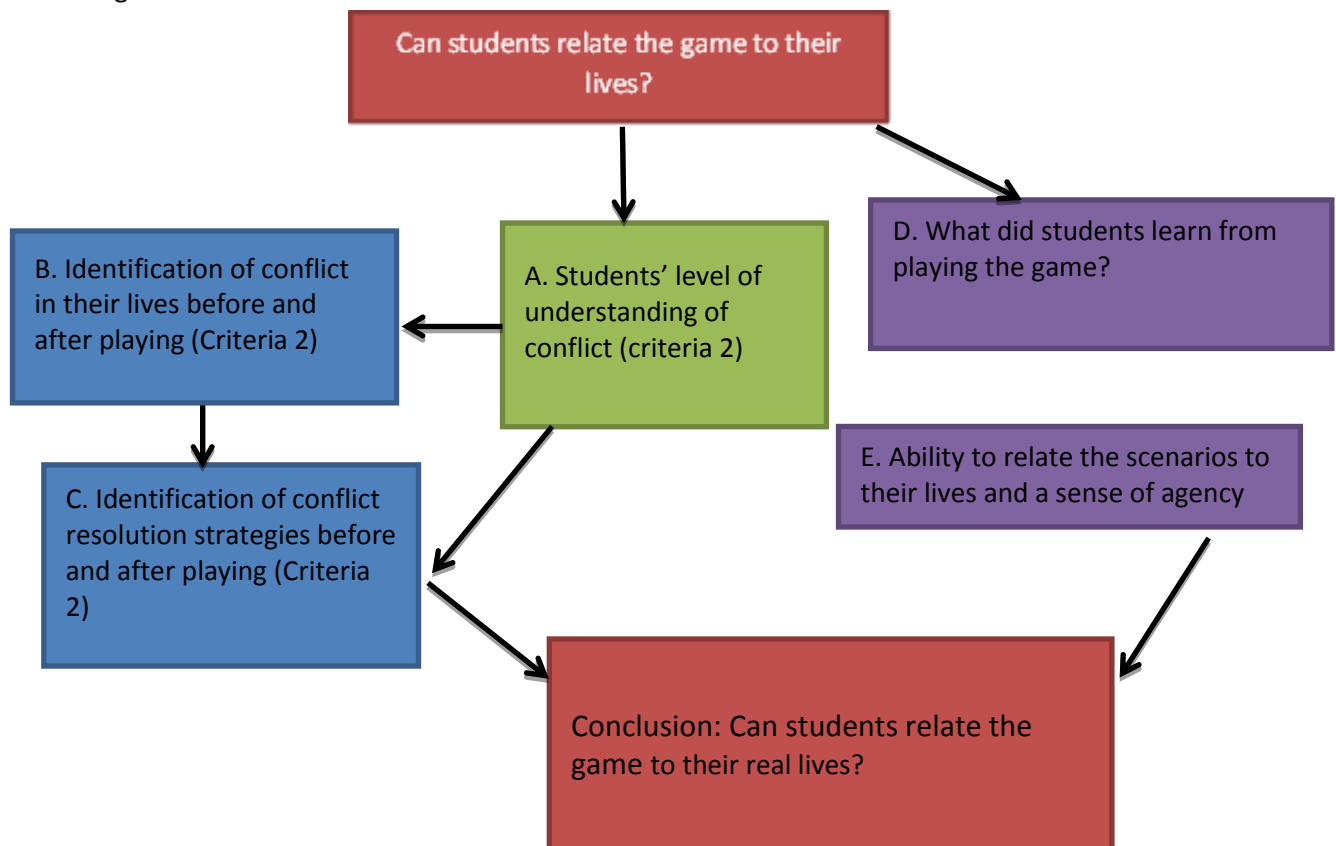 Can students relate the game to their
lives?
D. What did students learn from
playing the game?
B. Identification of conflict
in their lives before and
after playing (Criteria 2)
A. Students’ level of
understanding of
conflict (criteria 2)
E. Ability to relate the scenarios to
their lives and a sense of agency
C. Identification of conflict
resolution strategies before
and after playing (Criteria
2)
Conclusion: Can students relate the
game to their real lives?